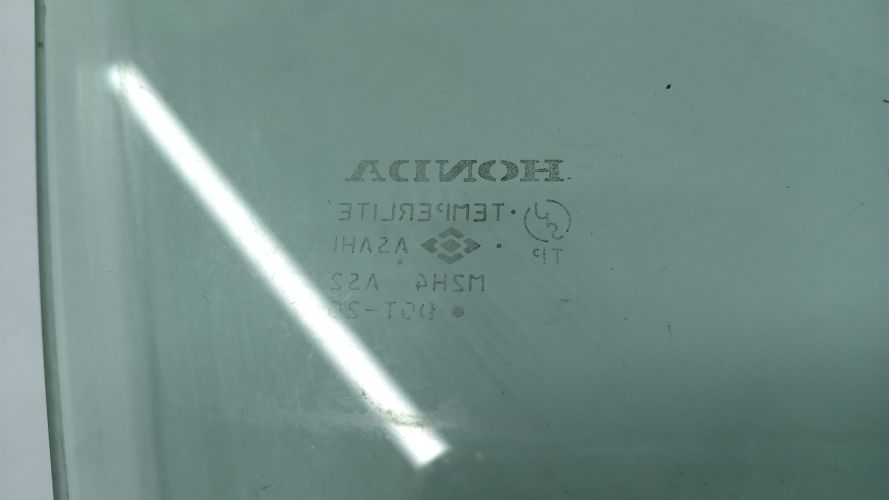 HONDA
TEMPERLITE
TP ASAHI
M2H4 AS2
DOT-20